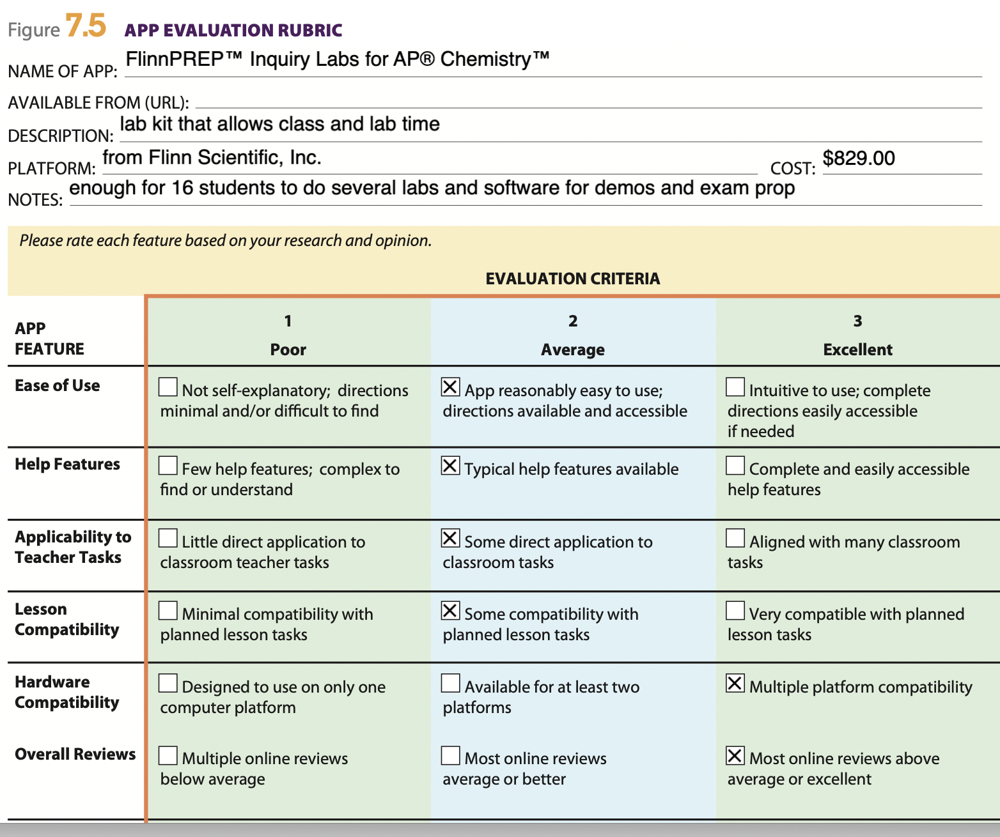 Figure 7.5 APP EVALUATION RUBRIC
NAME OF APP: FlinnPREP™ Inquiry Labs for AP® Chemistry™
AVAILABLE FROM (URL):
DESCRIPTION: lab kit that allows class and lab time
PLATFORM: from Flinn Scientific, Inc. COST: $829.00
NOTES: enough for 16 students to do several labs and software for demos and exam prop
Please rate each feature based on your research and opinion.
EVALUATION CRITERIA
APP
FEATURE
1
Poor
2
Average
3
Excellent
Ease of Use
Not self-explanatory; directions
minimal and/or difficult to find
App reasonably easy to use;
directions available and accessible
Intuitive to use; complete
directions easily accessible
if needed
Help Features
Few help features; complex to
find or understand
Typical help features available
Complete and easily accessible
help features
Applicability to
Teacher Tasks
Little direct application to
classroom teacher tasks
Some direct application to
classroom tasks
Aligned with many classroom
tasks
Lesson
Compatibility
Minimal compatibility with
planned lesson tasks
Some compatibility with
planned lesson tasks
Very compatible with planned
lesson tasks
Hardware
Compatibility
Designed to use on only one
computer platform
Available for at least two
platforms
Multiple platform compatibility
Overall Reviews
Multiple online reviews
below average
Most online reviews
average or better
Most online reviews above
average or excellent